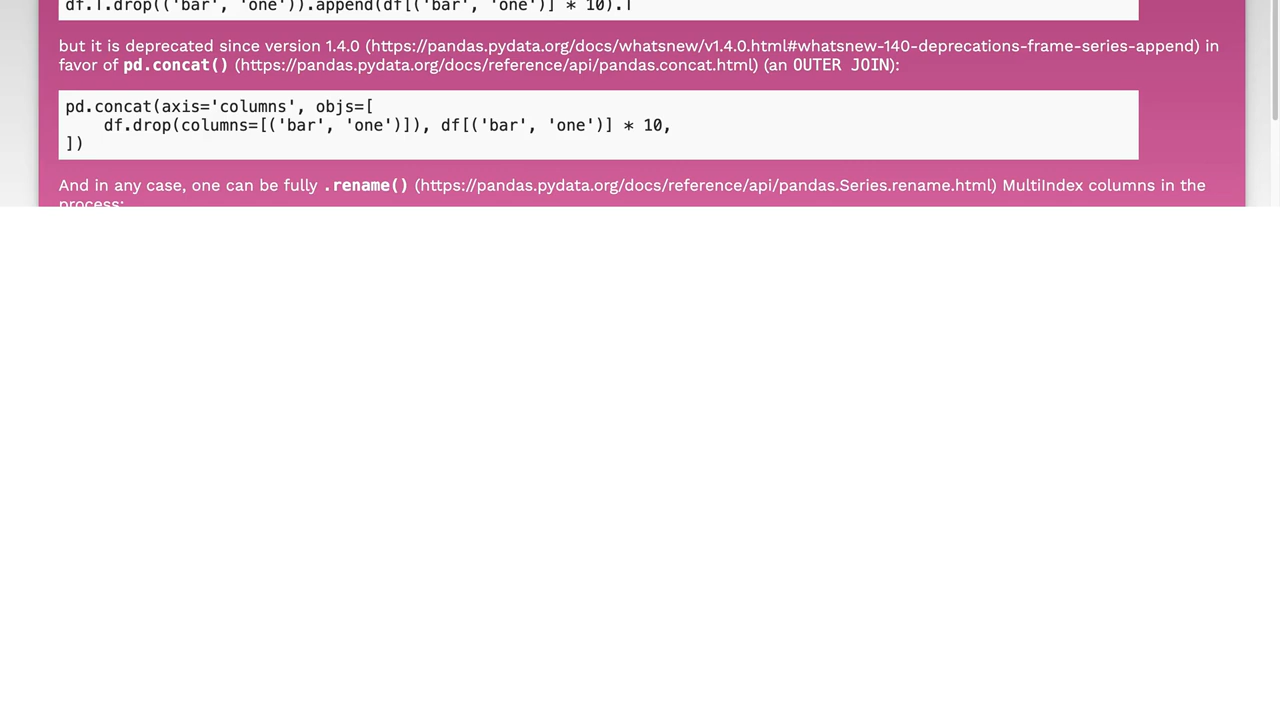 df.T.drop(('bar', 'one')).append(df[('bar', 'one')] * 10).T
but it is deprecated since version 1.4.0 (https://pandas.pydata.org/docs/whatsnew/v1.4.0.html#whatsnew-140-deprecations-frame-series-append) in
favor of pd.concat() (https://pandas.pydata.org/docs/reference/api/pandas.concat.html) (an OUTER JOIN):
pd.concat(axis='columns', objs=[
    df.drop(columns=[('bar', 'one')]), df[('bar', 'one')] * 10,
])
And in any case, one can be fully .rename() (https://pandas.pydata.org/docs/reference/api/pandas.Series.rename.html) MultiIndex columns in the
process: